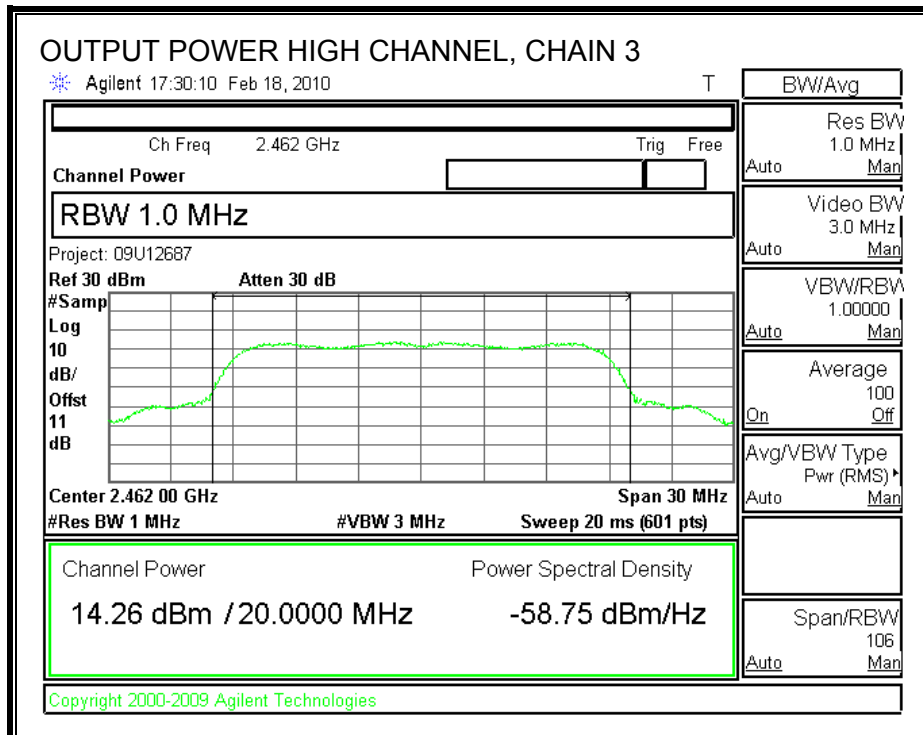 OUTPUT POWER HIGH CHANNEL, CHAIN 3
Agilent 17:30:10 Feb 18, 2010 T
BW/Avg
Ch Freq 2.462 GHz Trig Free
Channel Power
RBW 1.0 MHz
Project: 09U12687
Ref 30 dBm Atten 30 dB
#Samp
Log
10
dB/
Offst
11
dB
Center 2.462 00 GHz Span 30 MHz
#Res BW 1 MHz #VBW 3 MHz Sweep 20 ms (601 pts)
Channel Power Power Spectral Density
14.26 dBm / 20.0000 MHz -58.75 dBm/Hz
Res BW
1.0 MHz
Auto Man
Video BW
3.0 MHz
Auto Man
VBW/RBW
1.00000
Auto Man
Average
100
On Off
Avg/VBW Type
Pwr (RMS)
Auto Man
Span/RBW
106
Auto Man
Copyright 2000-2009 Agilent Technologies